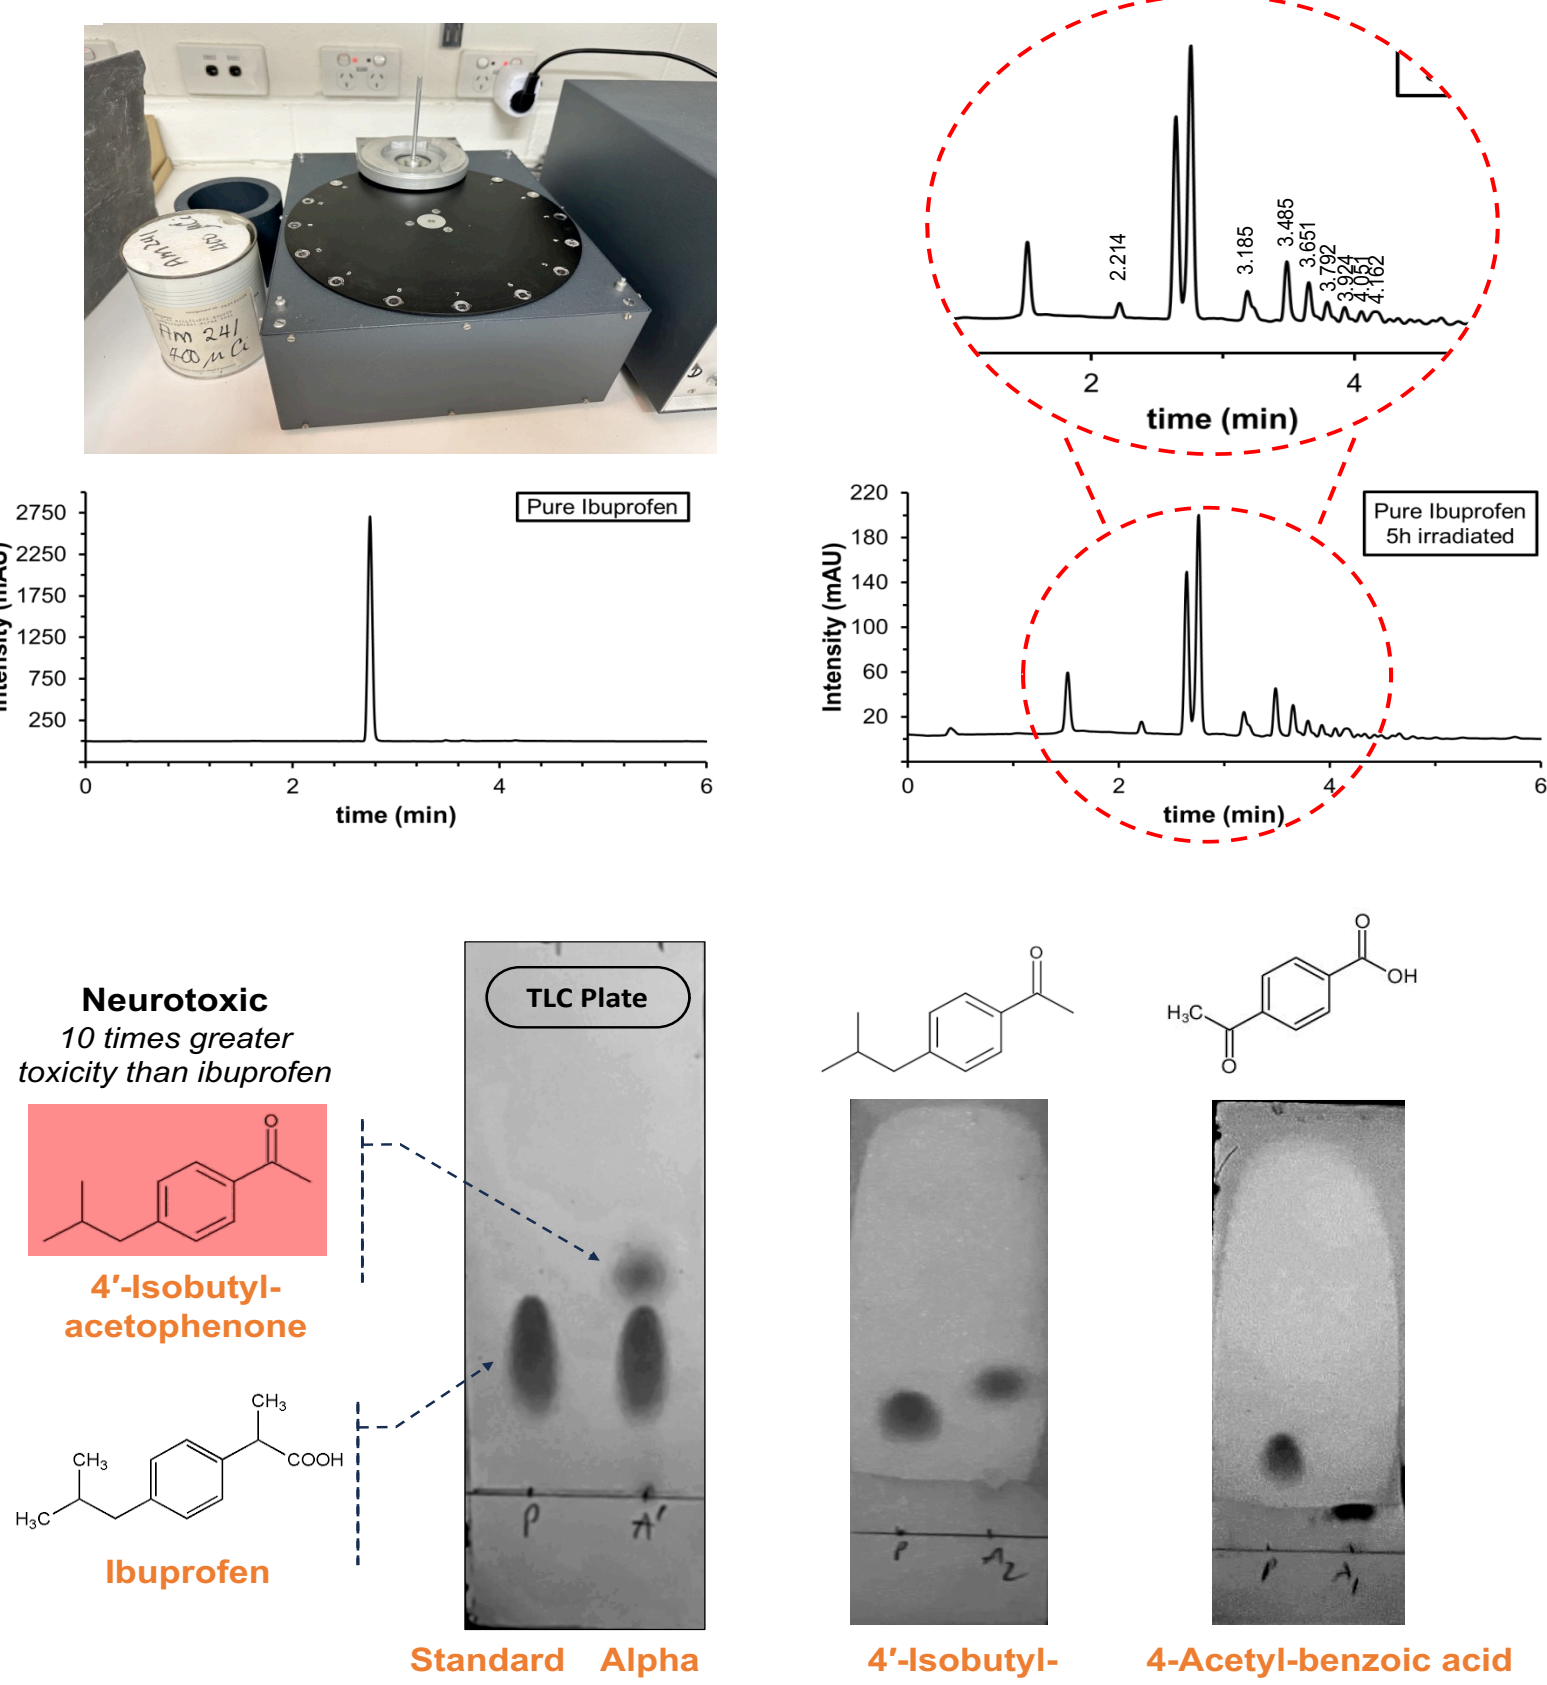 Am 241
400 µCi
Am 241
400 µCi
D
2.214
3.185
3.485
3.651
3.792
3.924
4.051
4.162
2
4
time (min)
2750
2250
1750
1250
750
250
Pure Ibuprofen
0
2
4
6
time (min)
Intensity (mAU)
220
180
140
100
60
20
Pure Ibuprofen
5h irradiated
0
2
4
6
time (min)
Neurotoxic
10 times greater
toxicity than ibuprofen
O
4′-Isobutyl-
acetophenone
CH₃
CH₃
COOH
H₃C
Ibuprofen
TLC Plate
P
A'
Standard
Alpha
O
P
A2
4′-Isobutyl-
O
OH
H₃C
O
P
A1
4-Acetyl-benzoic acid